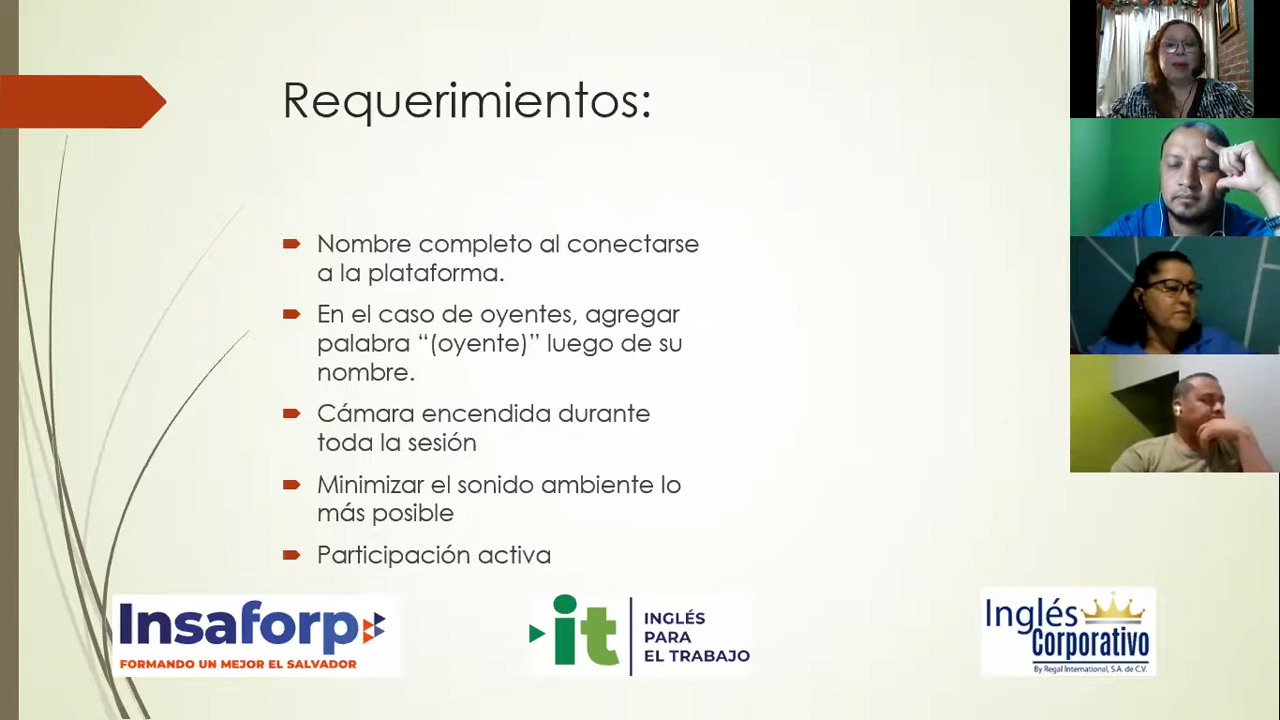 Requerimientos:
Nombre completo al conectarse
a la plataforma.
En el caso de oyentes, agregar
palabra “(oyente)” luego de su
nombre.
Cámara encendida durante
toda la sesión
Minimizar el sonido ambiente lo
más posible
Participación activa
Insaforp
FORMANDO UN MEJOR EL SALVADOR
it
INGLÉS
PARA
EL TRABAJO
Inglés
Corporativo
By Regal International, S.A. de C.V.